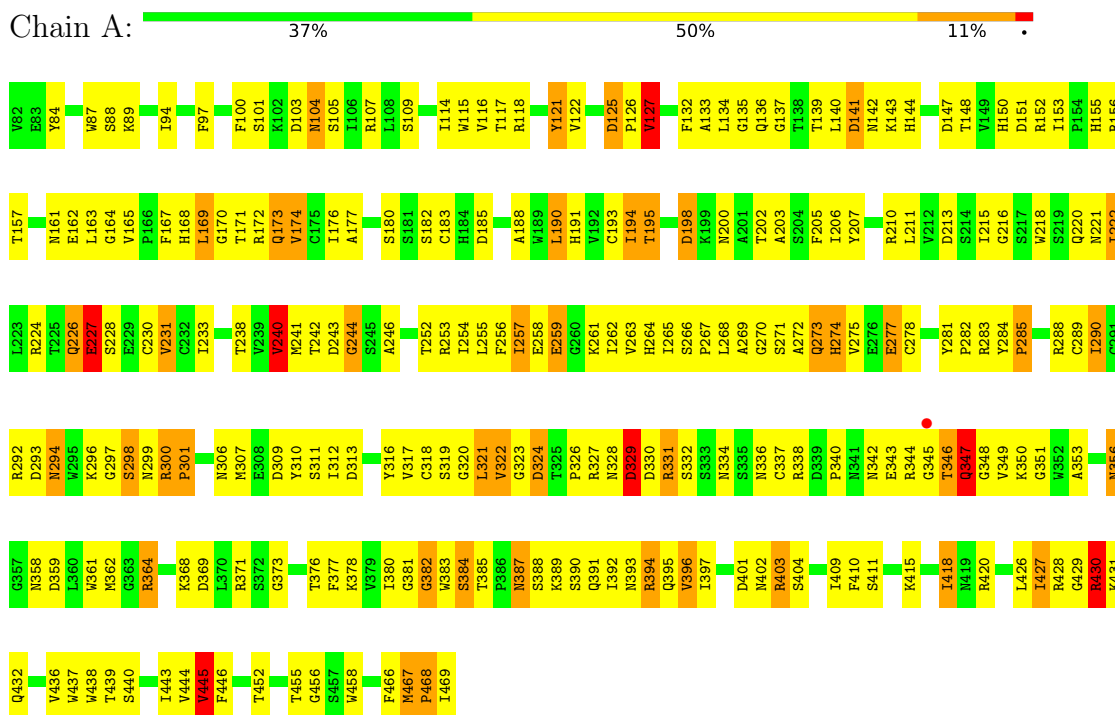 Chain A:
37% 50% 11% •
V82 E83 Y84 W87 S88 K89 I94 F97 F100 S101 K102 D103 N104 S105 I106 R107 L108 S109 I114 W115 V116 T117 R118 Y121 V122 D125 P126 V127 F132 A133 L134 G135 Q136 G137 T138 T139 L140 D141 N142 K143 H144 D147 T148 V149 H150 D151 R152 I153 P154 H155 R156
T157 N161 E162 L163 G164 V165 P166 F167 H168 L169 G170 T171 R172 Q173 V174 C175 I176 A177 S180 S181 S182 C183 H184 D185 A188 W189 L190 H191 V192 C193 I194 T195 D198 K199 N200 A201 T202 A203 S204 F205 I206 Y207 R210 L211 V212 D213 S214 I215 G216 S217 W218 S219 Q220 N221 I222
L223 R224 T225 Q226 E227 S228 E229 C230 V231 C232 I233 T238 V239 V240 M241 T242 D243 G244 S245 A246 T252 R253 I254 L255 F256 I257 E258 E259 G260 K261 I262 V263 H264 I265 S266 P267 L268 A269 G270 S271 A272 Q273 H274 V275 E276 E277 C278 Y281 P282 R283 Y284 P285 R288 C289 I290 C291
R292 D293 N294 W295 K296 G297 S298 N299 R300 P301 N306 M307 E308 D309 Y310 S311 I312 D313 Y316 V317 C318 S319 G320 L321 V322 G323 D324 T325 P326 R327 N328 D329 D330 R331 S332 S333 N334 S335 N336 C337 R338 D339 P340 N341 N342 E343 R344 G345 T346 Q347 G348 V349 K350 G351 W352 A353 N356
G357 N358 D359 L360 W361 M362 G363 R364 K368 D369 L370 R371 S372 G373 T376 F377 K378 V379 I380 G381 G382 W383 S384 T385 P386 N387 S388 K389 S390 Q391 I392 N393 R394 Q395 V396 I397 D401 N402 R403 S404 I409 F410 S411 K415 I418 N419 R420 L426 I427 R428 G429 R430 K431
Q432 V436 W437 W438 T439 S440 I443 V444 V445 F446 T452 T455 G456 S457 W458 F466 M467 P468 I469